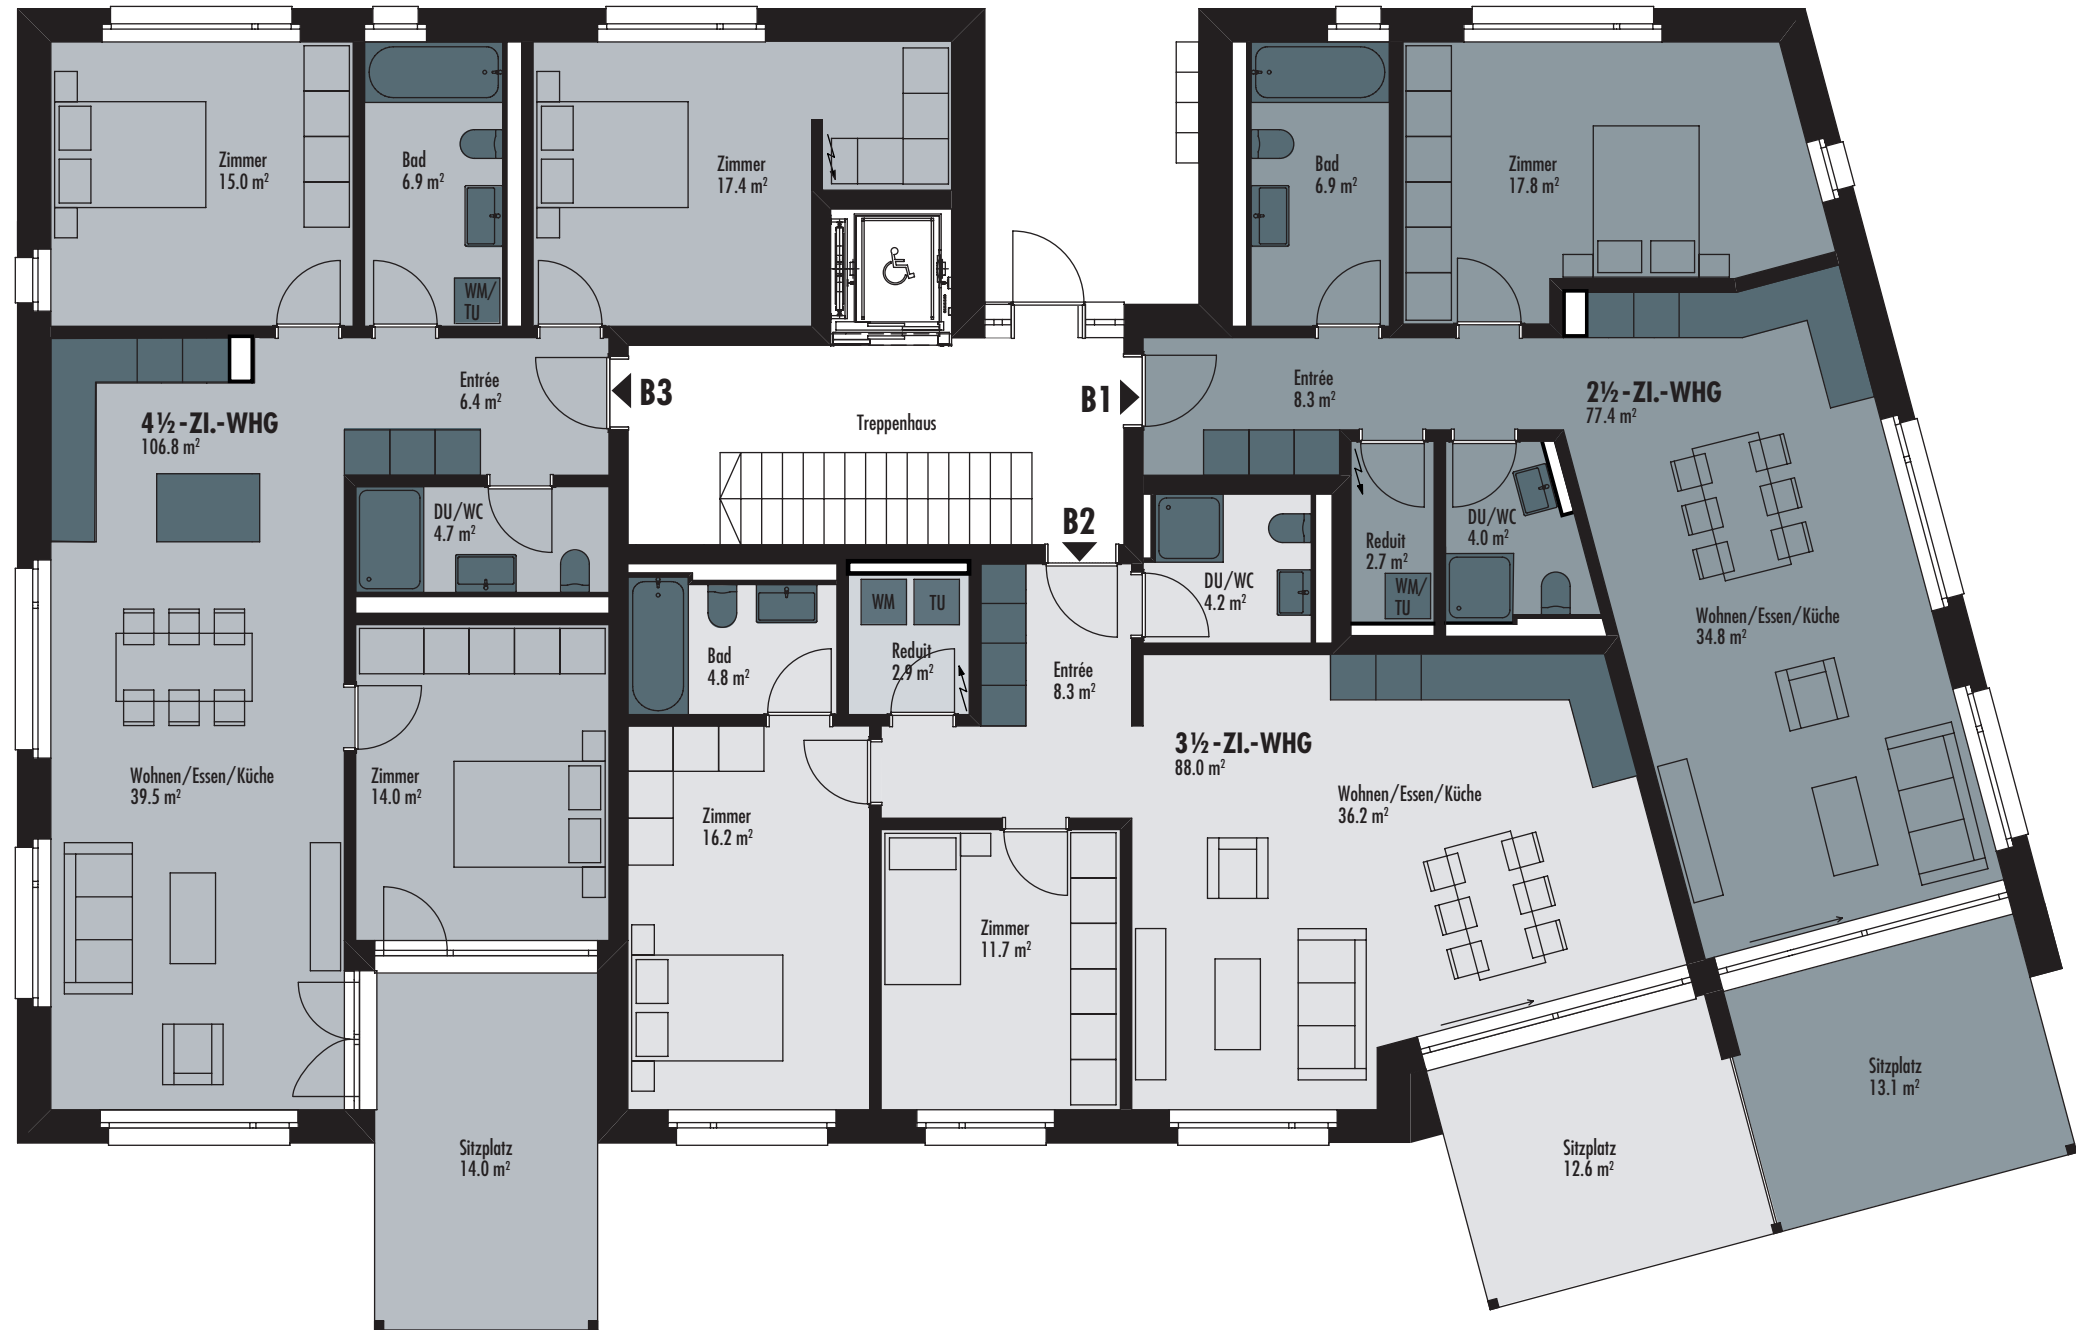 Zimmer
15.0 m²
Bad
6.9 m²
WM/
TU
Zimmer
17.4 m²
Bad
6.9 m²
Zimmer
17.8 m²
Entrée
6.4 m²
B3
4½-ZI.-WHG
106.8 m²
Treppenhaus
B1
Entrée
8.3 m²
2½-ZI.-WHG
77.4 m²
DU/WC
4.7 m²
B2
Reduit
2.7 m²
WM/
TU
DU/WC
4.0 m²
DU/WC
4.2 m²
WM
TU
Reduit
2.9 m²
Bad
4.8 m²
Entrée
8.3 m²
Wohnen/Essen/Küche
34.8 m²
3½-ZI.-WHG
88.0 m²
Wohnen/Essen/Küche
39.5 m²
Zimmer
14.0 m²
Zimmer
16.2 m²
Wohnen/Essen/Küche
36.2 m²
Zimmer
11.7 m²
Sitzplatz
14.0 m²
Sitzplatz
12.6 m²
Sitzplatz
13.1 m²